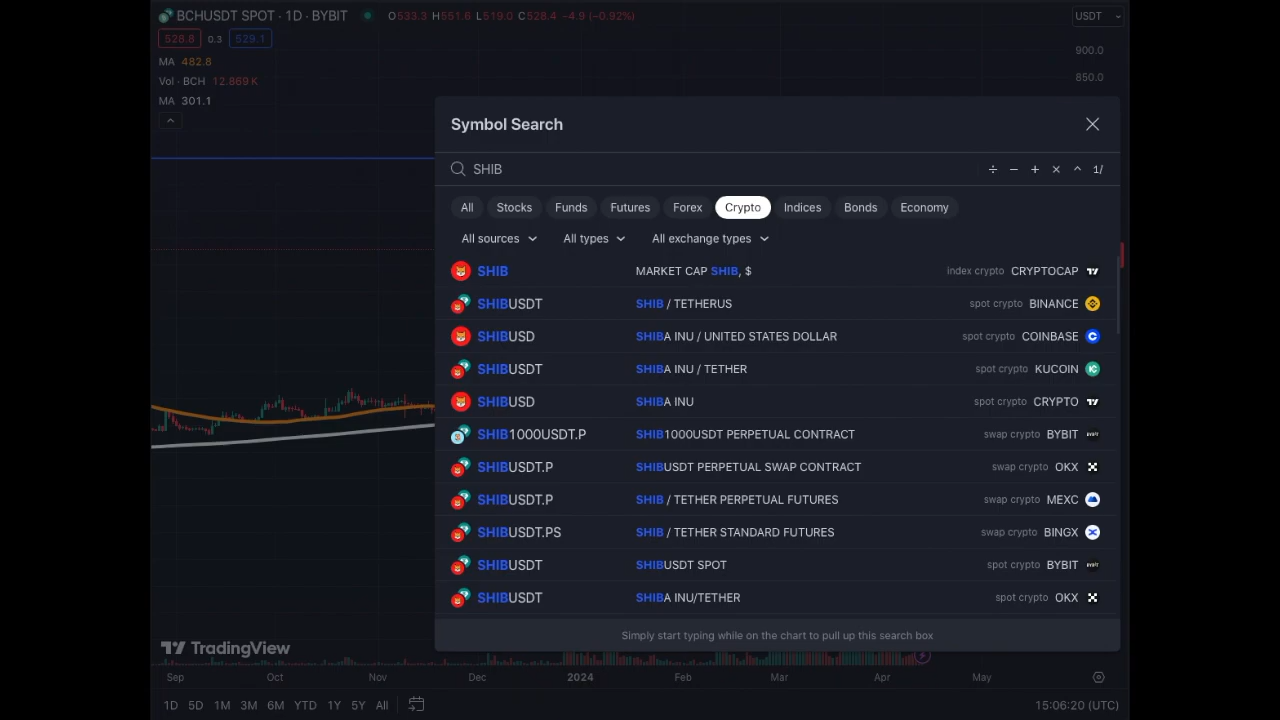 BCHUSDT SPOT · 1D · BYBIT O533.3 H551.6 L519.0 C528.4 −4.9 (−0.92%)
USDT
528.8 0.3 529.1
900.0
MA 482.8
Vol · BCH 12.869 K
850.0
MA 301.1
Symbol Search
SHIB
÷ − + × ^ 1/
All Stocks Funds Futures Forex Crypto Indices Bonds Economy
All sources All types All exchange types
SHIB MARKET CAP SHIB, $ index crypto CRYPTOCAP
SHIBUSDT SHIB / TETHERUS spot crypto BINANCE
SHIBUSD SHIBA INU / UNITED STATES DOLLAR spot crypto COINBASE
SHIBUSDT SHIBA INU / TETHER spot crypto KUCOIN
SHIBUSD SHIBA INU spot crypto CRYPTO
SHIB1000USDT.P SHIB1000USDT PERPETUAL CONTRACT swap crypto BYBIT
SHIBUSDT.P SHIBUSDT PERPETUAL SWAP CONTRACT swap crypto OKX
SHIBUSDT.P SHIB / TETHER PERPETUAL FUTURES swap crypto MEXC
SHIBUSDT.PS SHIB / TETHER STANDARD FUTURES swap crypto BINGX
SHIBUSDT SHIBUSDT SPOT spot crypto BYBIT
SHIBUSDT SHIBA INU/TETHER spot crypto OKX
Simply start typing while on the chart to pull up this search box
TradingView
Sep Oct Nov Dec 2024 Feb Mar Apr May
1D 5D 1M 3M 6M YTD 1Y 5Y All 15:06:20 (UTC)